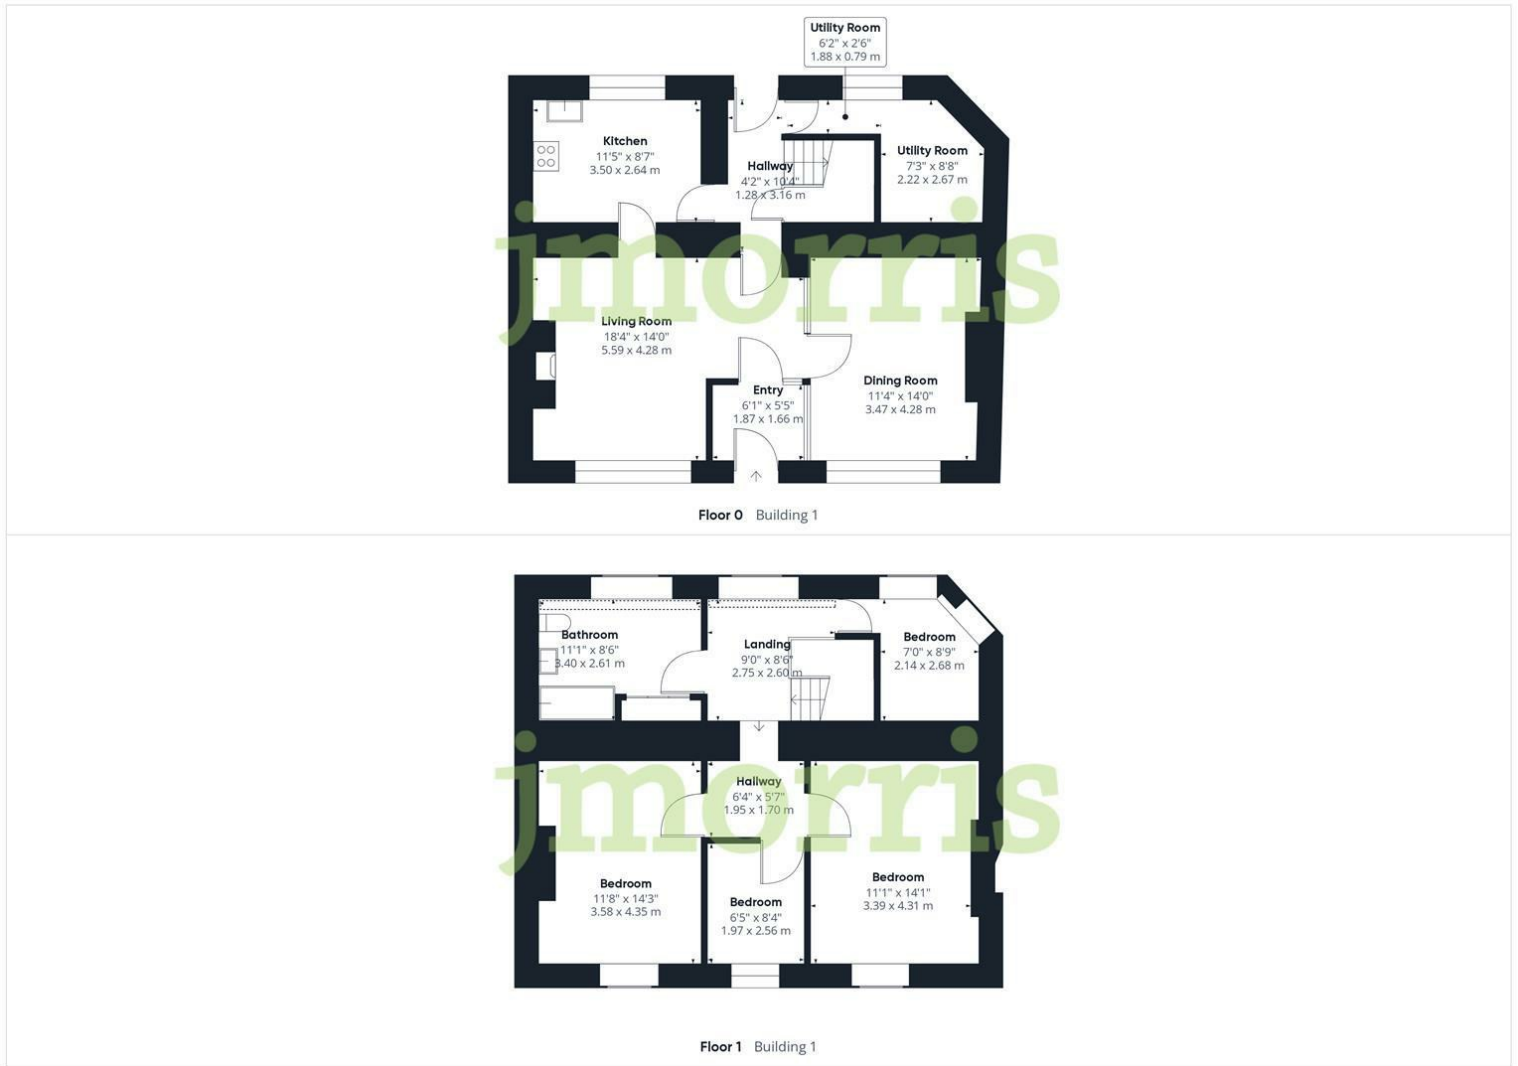 Utility Room
6'2" x 2'6"
1.88 x 0.79 m
Kitchen
11'5" x 8'7"
3.50 x 2.64 m
Hallway
4'2" x 10'4"
1.28 x 3.16 m
Utility Room
7'3" x 8'8"
2.22 x 2.67 m
jmorris
Living Room
18'4" x 14'0"
5.59 x 4.28 m
Entry
6'1" x 5'5"
1.87 x 1.66 m
Dining Room
11'4" x 14'0"
3.47 x 4.28 m
Floor 0 Building 1
Bathroom
11'1" x 8'6"
3.40 x 2.61 m
Landing
9'0" x 8'6"
2.75 x 2.60 m
Bedroom
7'0" x 8'9"
2.14 x 2.68 m
jmorris
Hallway
6'4" x 5'7"
1.95 x 1.70 m
Bedroom
11'8" x 14'3"
3.58 x 4.35 m
Bedroom
6'5" x 8'4"
1.97 x 2.56 m
Bedroom
11'1" x 14'1"
3.39 x 4.31 m
Floor 1 Building 1